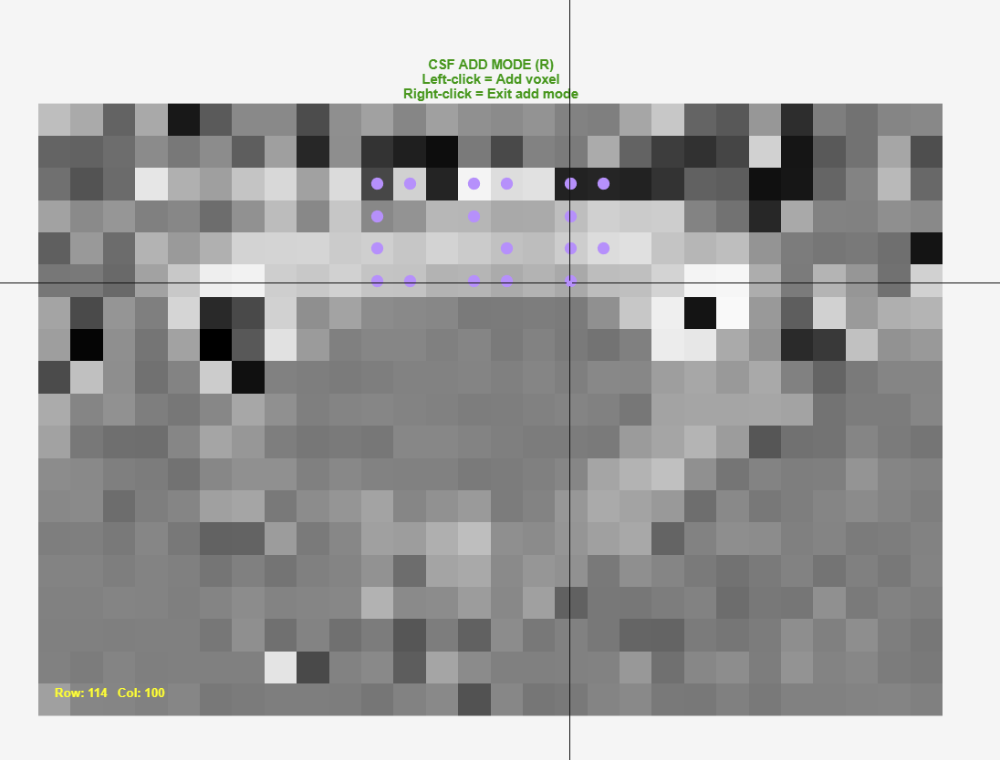 CSF ADD MODE (R)
Left-click = Add voxel
Right-click = Exit add mode
Row: 114 Col: 100